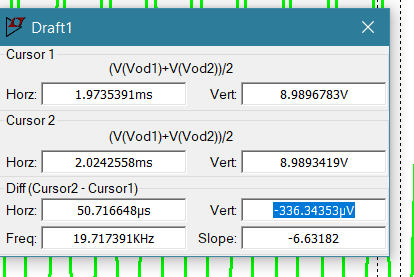 Draft1
Cursor 1
(V(Vod1)+V(Vod2))/2
Horz: 1.9735391ms Vert: 8.9896783V
Cursor 2
(V(Vod1)+V(Vod2))/2
Horz: 2.0242558ms Vert: 8.9893419V
Diff (Cursor2 - Cursor1)
Horz: 50.716648µs Vert: -336.34353µV
Freq: 19.717391KHz Slope: -6.63182